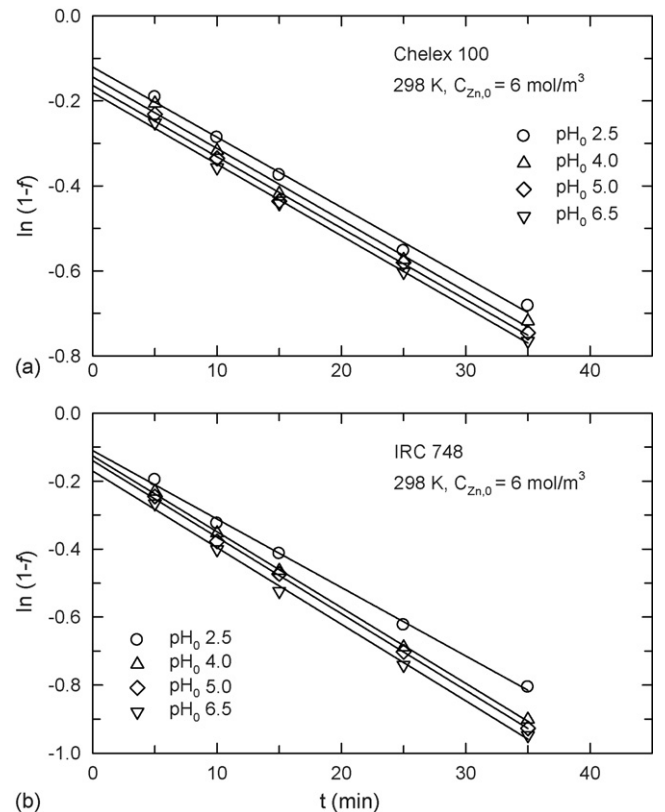 0.0
Chelex 100
298 K, C_Zn,0 = 6 mol/m³
-0.2
pH₀ 2.5
pH₀ 4.0
pH₀ 5.0
pH₀ 6.5
-0.4
ln (1-f)
-0.6
-0.8
(a)
0 10 20 30 40
0.0
IRC 748
298 K, C_Zn,0 = 6 mol/m³
-0.2
-0.4
ln (1-f)
-0.6
pH₀ 2.5
pH₀ 4.0
pH₀ 5.0
pH₀ 6.5
-0.8
-1.0
0 10 20 30 40
(b)
t (min)